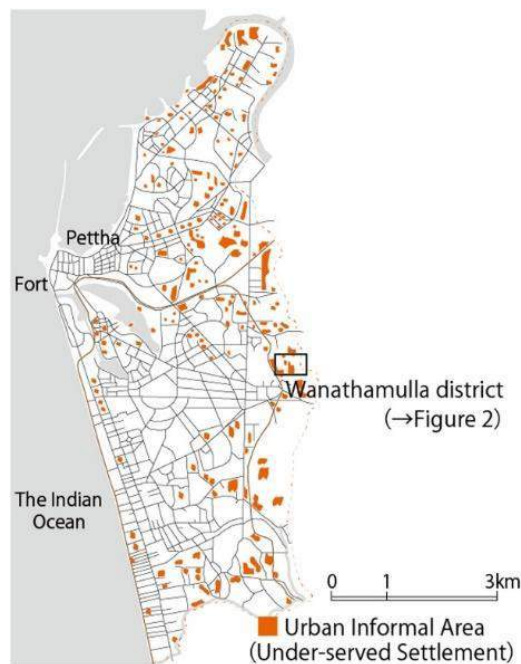 Pettha
Fort
Wanathamulla district
(→Figure 2)
The Indian
Ocean
0 1 3km
Urban Informal Area
(Under-served Settlement)